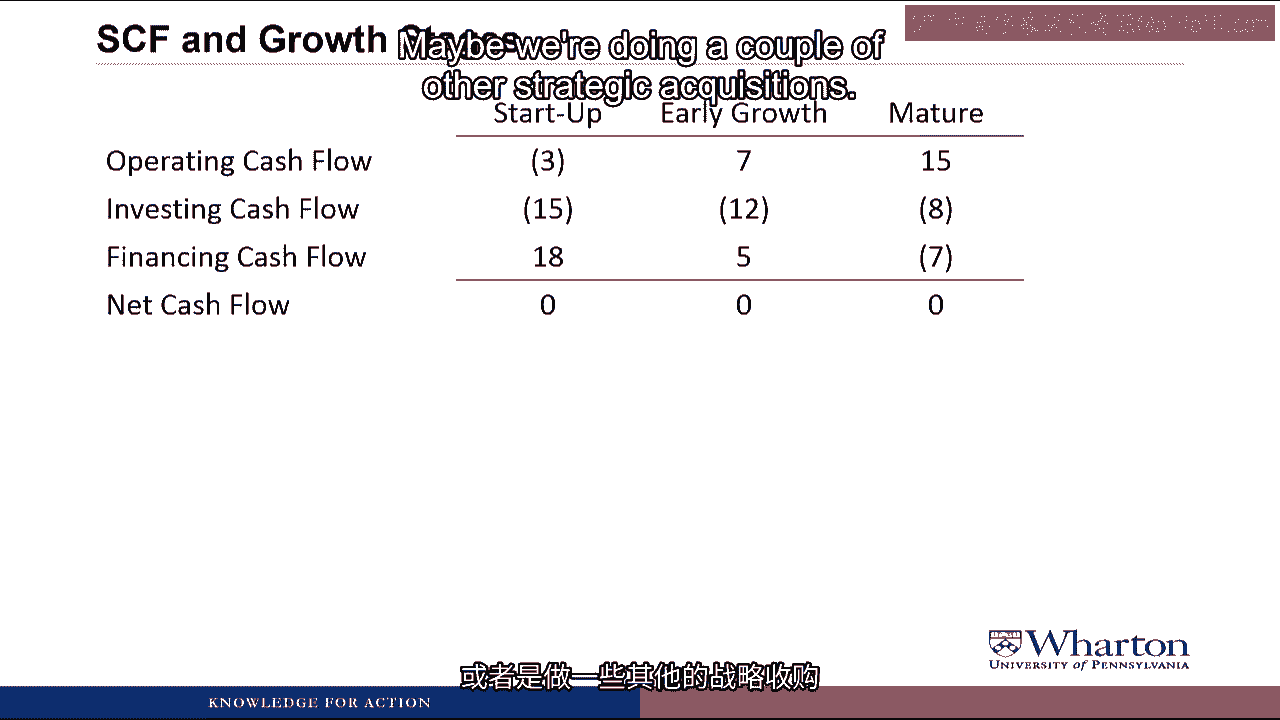 SCF and Growth Stages
Maybe we're doing a couple of
other strategic acquisitions.
Start-Up Early Growth Mature
Operating Cash Flow (3) 7 15
Investing Cash Flow (15) (12) (8)
Financing Cash Flow 18 5 (7)
Net Cash Flow 0 0 0
Wharton
UNIVERSITY of PENNSYLVANIA
或者是做一些其他的战略收购
KNOWLEDGE FOR ACTION